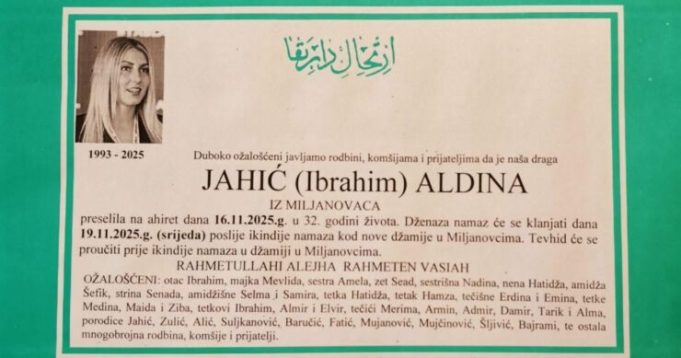 ارتحال دار بقا
1993 - 2025
Duboko ožalošćeni javljamo rodbini, komšijama i prijateljima da je naša draga
JAHIĆ (Ibrahim) ALDINA
IZ MILJANOVACA
preselila na ahiret dana 16.11.2025.g. u 32. godini života. Dženaza namaz će se klanjati dana
19.11.2025.g. (srijeda) poslije ikindije namaza kod nove džamije u Miljanovcima. Tevhid će se
proučiti prije ikindije namaza u džamiji u Miljanovcima.
RAHMETULLAHI ALEJHA RAHMETEN VASIAH
OŽALOŠĆENI: otac Ibrahim, majka Mevlida, sestra Amela, zet Sead, sestrišna Nadina, nena Hatidža, amidža
Šefik, strina Senada, amidžišne Selma i Samira, tetka Hatidža, tetak Hamza, tečišne Erdina i Emina, tetke
Medina, Maida i Ziba, tetkovi Ibrahim, Almir i Elvir, tečići Merima, Armin, Admir, Damir, Tarik i Alma,
porodice Jahić, Zulić, Alić, Suljkanović, Baručić, Fatić, Mujanović, Mujčinović, Šljivić, Bajrami, te ostala
mnogobrojna rodbina, komšije i prijatelji.